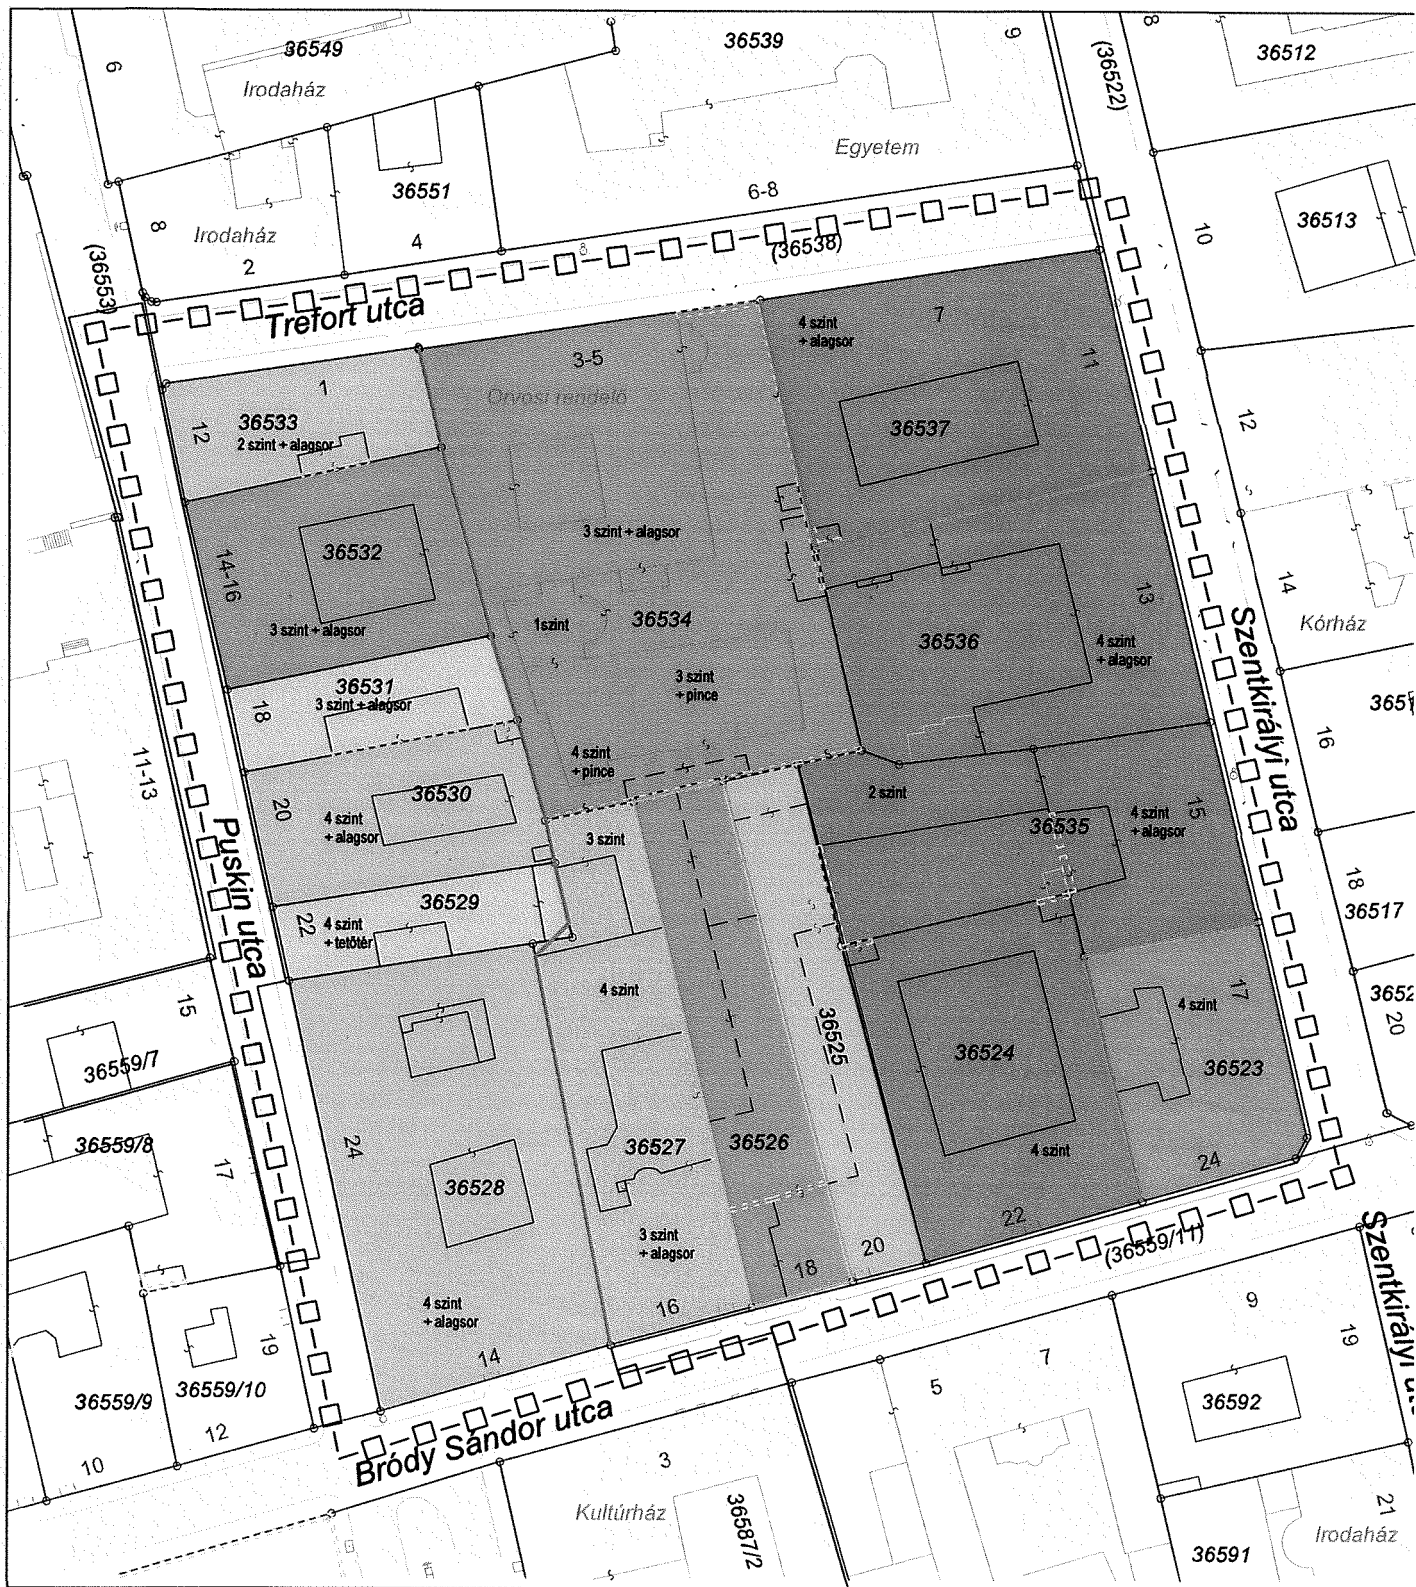 6
36549
Irodaház
36539
9
(36522)
8
36512
Egyetem
36551
6-8
8
Irodaház
4
2
10
36513
(36553)
(36538)
Trefort utca
4 szint
+ alagsor
7
3-5
11
1
Orvosi rendelő
12
36533
2 szint + alagsor
36537
12
3 szint + alagsor
36532
14-16
14
13
Kórház
3 szint + alagsor
1szint
36534
36536
4 szint
+ alagsor
Szentkirályi utca
36531
3 szint + alagsor
18
3 szint
+ pince
16
11-13
4 szint
+ pince
36530
20
4 szint
+ alagsor
2 szint
36535
4 szint
+ alagsor
15
3 szint
Puskin utca
36529
22
4 szint
+ tetőtér
18
36517
15
4 szint
36525
4 szint
17
20
36559/7
36524
36523
36559/8
24
17
36527
36526
36528
4 szint
24
3 szint
+ alagsor
20
22
(36559/11)
18
4 szint
+ alagsor
16
14
Szentkirályi
9
19
19
36559/10
36559/9
12
10
7
5
36592
Bródy Sándor utca
3
Kultúrház
36587/2
21
Irodaház
36591